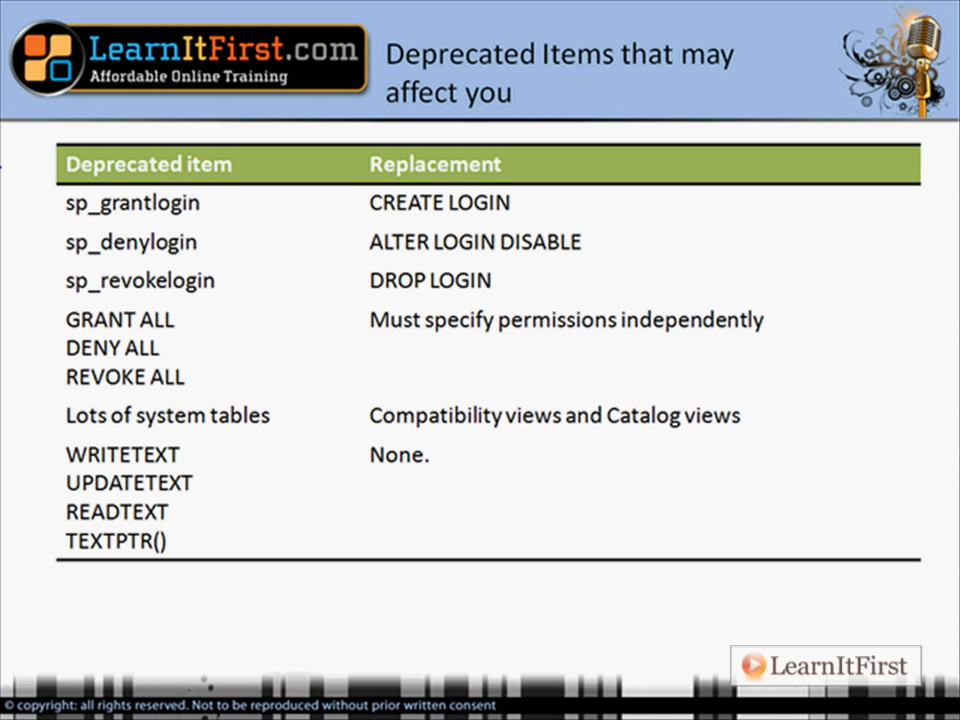 LearnItFirst.com
Affordable Online Training
Deprecated Items that may
affect you
Deprecated item Replacement
sp_grantlogin CREATE LOGIN
sp_denylogin ALTER LOGIN DISABLE
sp_revokelogin DROP LOGIN
GRANT ALL Must specify permissions independently
DENY ALL
REVOKE ALL
Lots of system tables Compatibility views and Catalog views
WRITETEXT None.
UPDATETEXT
READTEXT
TEXTPTR()
LearnItFirst
© copyright: all rights reserved. Not to be reproduced without prior written consent